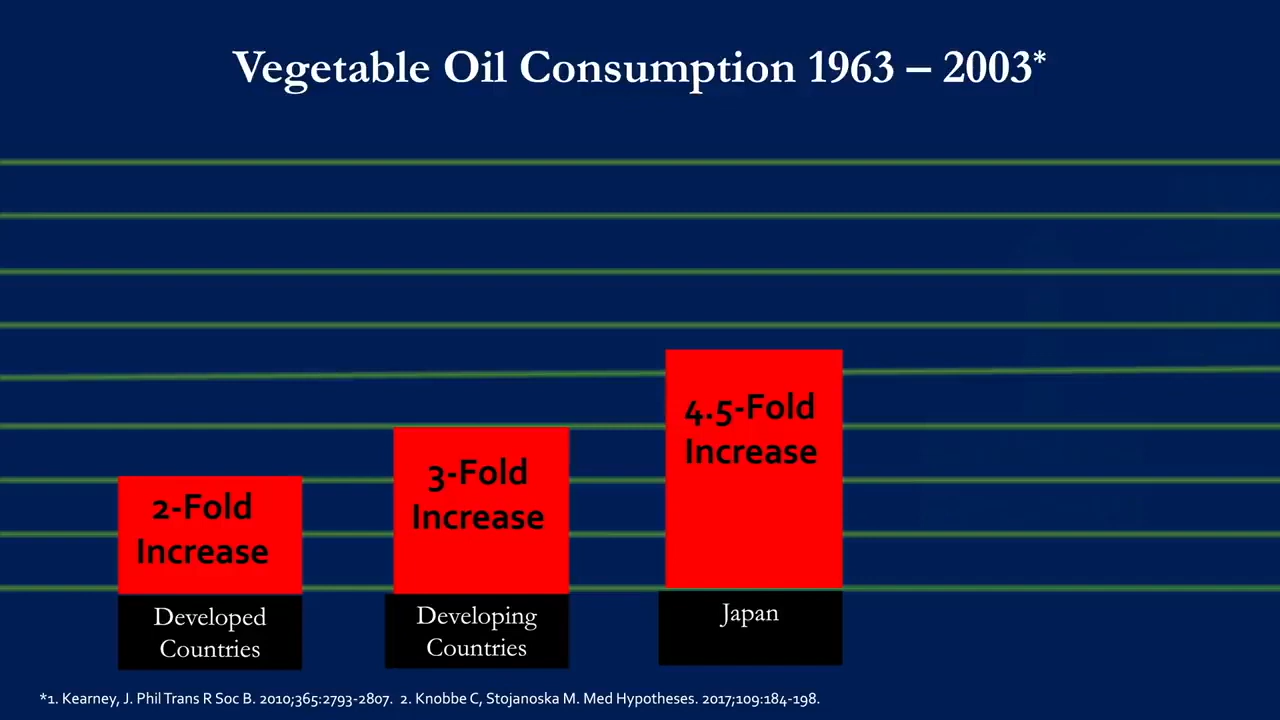 Vegetable Oil Consumption 1963 – 2003*
2-Fold
Increase
3-Fold
Increase
4.5-Fold
Increase
Developed
Countries
Developing
Countries
Japan
*1. Kearney, J. Phil Trans R Soc B. 2010;365:2793-2807. 2. Knobbe C, Stojanoska M. Med Hypotheses. 2017;109:184-198.